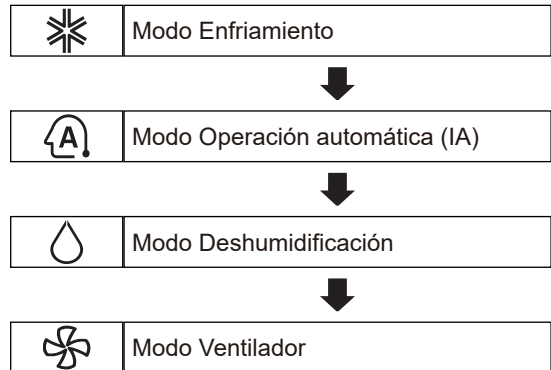 Modo Enfriamiento
A
Modo Operación automática (IA)
Modo Deshumidificación
Modo Ventilador